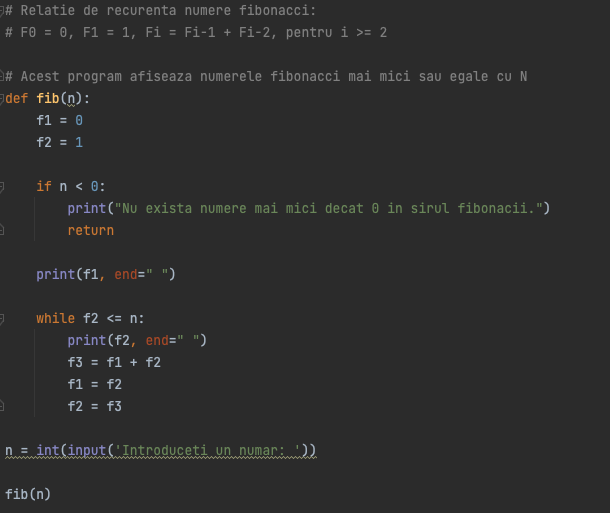 # Relatie de recurenta numere fibonacci:
# F0 = 0, F1 = 1, Fi = Fi-1 + Fi-2, pentru i >= 2
# Acest program afiseaza numerele fibonacci mai mici sau egale cu N
def fib(n):
    f1 = 0
    f2 = 1
    if n < 0:
        print("Nu exista numere mai mici decat 0 in sirul fibonacii.")
        return
    print(f1, end=" ")
    while f2 <= n:
        print(f2, end=" ")
        f3 = f1 + f2
        f1 = f2
        f2 = f3
n = int(input('Introduceti un numar: '))
fib(n)